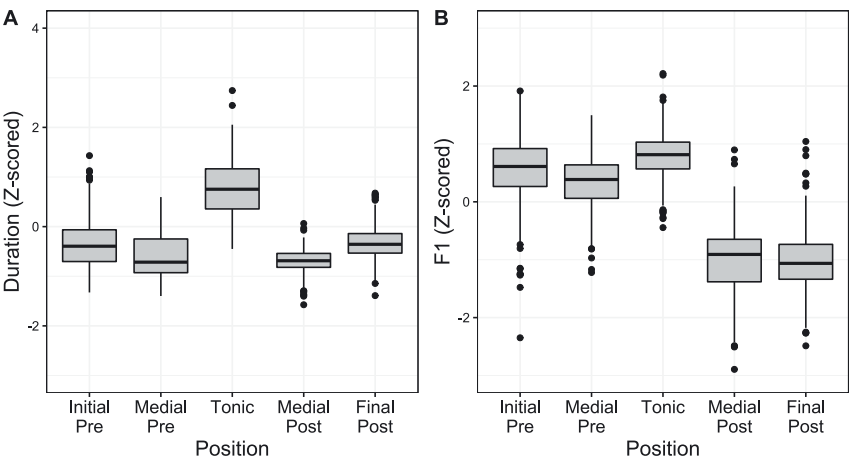 A
Duration (Z-scored)
4
2
0
-2
Initial Pre
Medial Pre
Tonic
Medial Post
Final Post
Position
B
F1 (Z-scored)
2
0
-2
Initial Pre
Medial Pre
Tonic
Medial Post
Final Post
Position